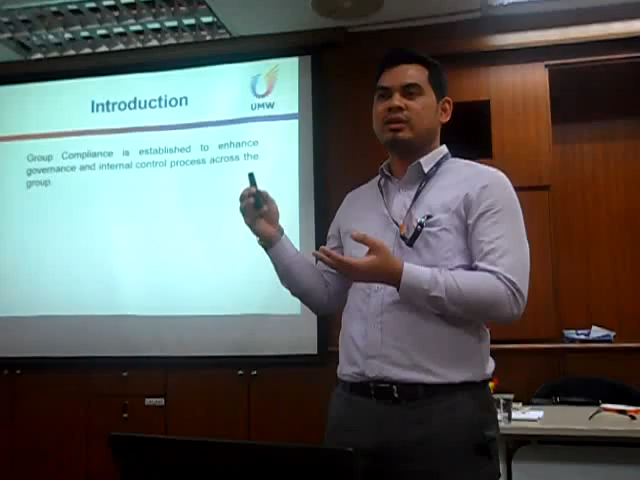 Introduction
UMW
Group Compliance is established to enhance
governance and internal control process across the
group.